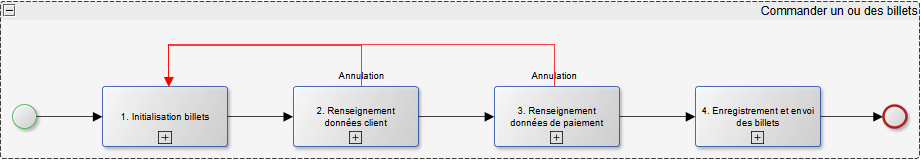 Commander un ou des billets
Annulation
Annulation
1. Initialisation billets
2. Renseignement
données client
3. Renseignement
données de paiement
4. Enregistrement et envoi
des billets